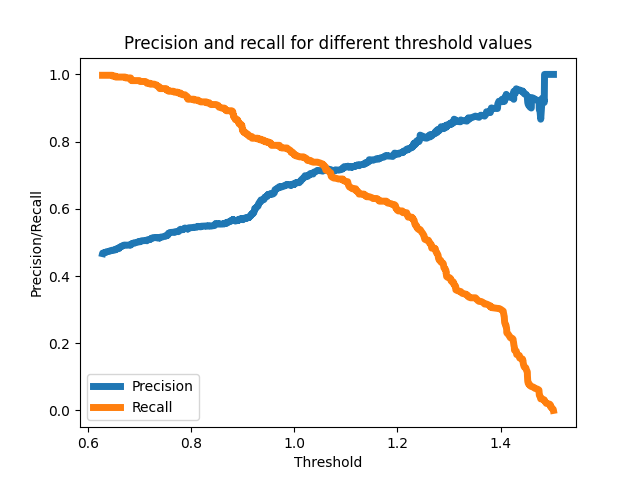 Precision and recall for different threshold values
Precision/Recall
1.0
0.8
0.6
0.4
0.2
0.0
Precision
Recall
0.6 0.8 1.0 1.2 1.4
Threshold